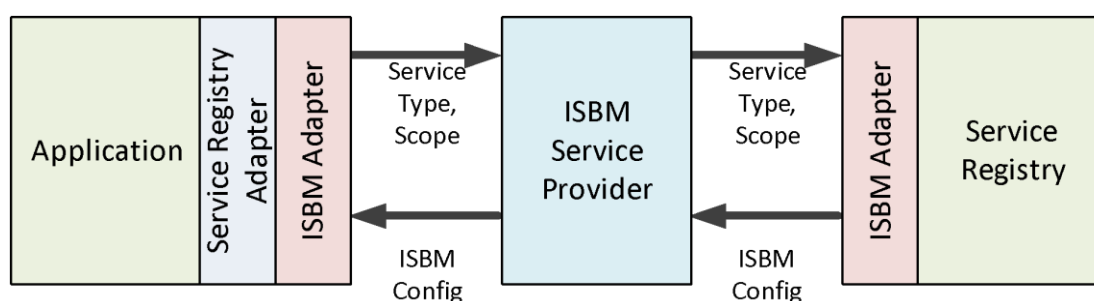 Application
Service Registry
Adapter
ISBM Adapter
Service
Type,
Scope
ISBM
Config
ISBM
Service
Provider
Service
Type,
Scope
ISBM
Config
ISBM Adapter
Service
Registry